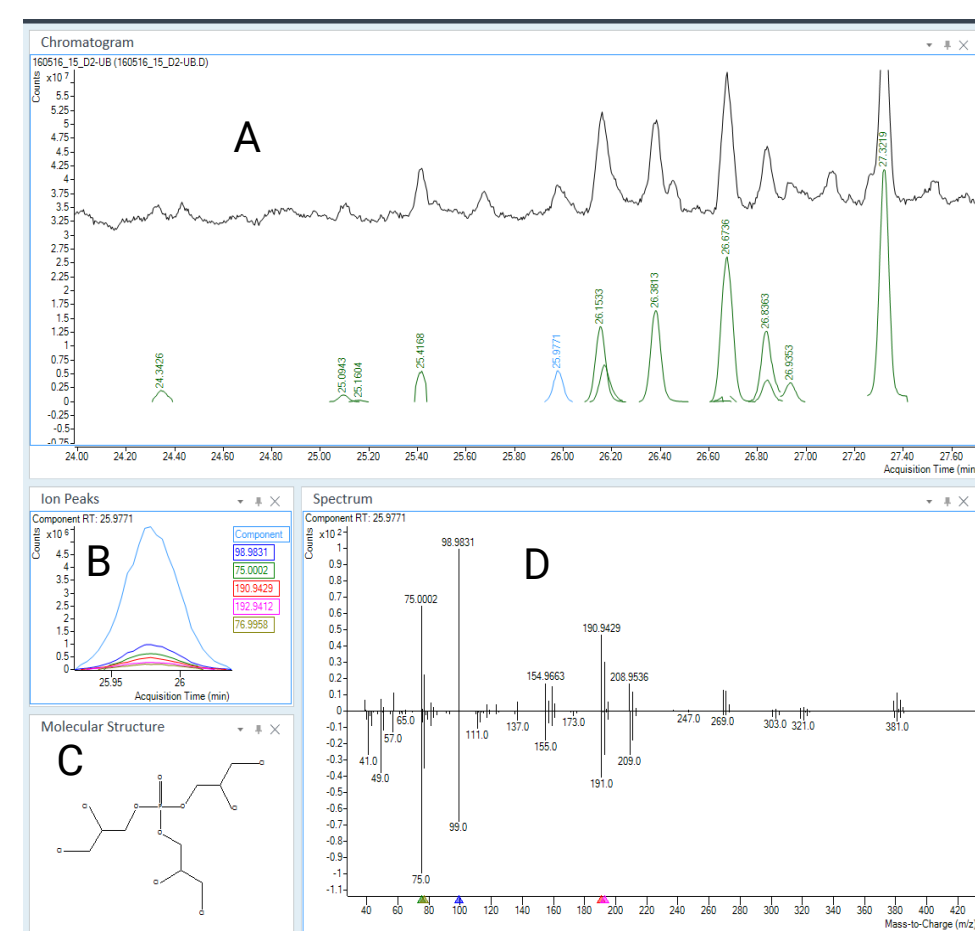 Chromatogram
160516_15_D2-UB (160516_15_D2-UB.D)
Counts
x10 7
5.5
5.25
5
4.75
4.5
4.25
4
3.75
3.5
3.25
3
2.75
2.5
2.25
2
1.75
1.5
1.25
1
0.75
0.5
0.25
0
-0.25
-0.5
-0.75
A
24.3426
25.0943
25.1604
25.4168
25.9771
26.1533
26.3813
26.6736
26.8363
26.9353
27.3219
24.00 24.20 24.40 24.60 24.80 25.00 25.20 25.40 25.60 25.80 26.00 26.20 26.40 26.60 26.80 27.00 27.20 27.40 27.60
Acquisition Time (min
Ion Peaks
Component RT: 25.9771
Counts
x10 6
4.5
4
3.5
3
2.5
2
1.5
1
0.5
0
B
Component
98.9831
75.0002
190.9429
192.9412
76.9958
25.95 26
Acquisition Time (min)
Molecular Structure
C
Cl
Cl
O
O
P
O
O
Cl
Cl
Cl
Cl
Spectrum
Component RT: 25.9771
Counts
x10 2
1
0.9
0.8
0.7
0.6
0.5
0.4
0.3
0.2
0.1
0
-0.1
-0.2
-0.3
-0.4
-0.5
-0.6
-0.7
-0.8
-0.9
-1
-1.1
D
98.9831
75.0002
190.9429
154.9663 208.9536
65.0 137.0 173.0 247.0 269.0 303.0 321.0 381.0
57.0 111.0
41.0 155.0 209.0
49.0 191.0
99.0
75.0
40 60 80 100 120 140 160 180 200 220 240 260 280 300 320 340 360 380 400 420
Mass-to-Charge (m/z)